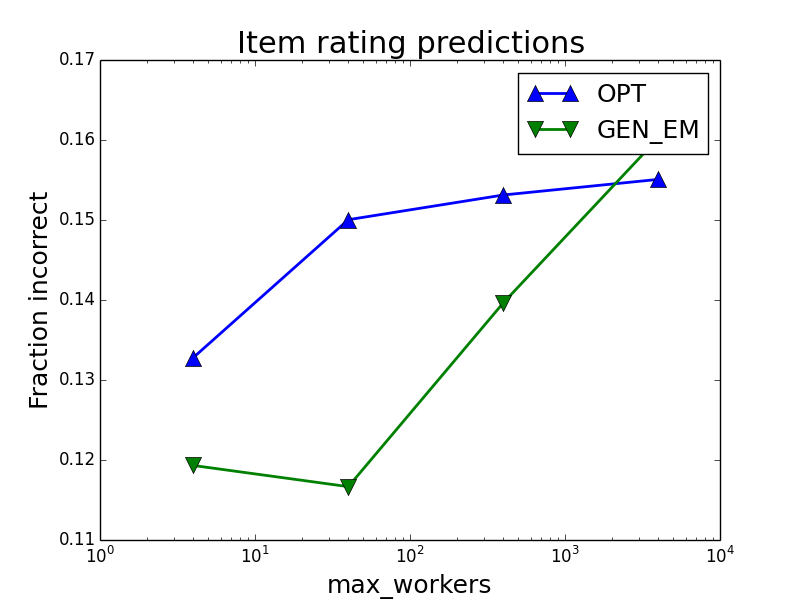 Item rating predictions
0.17
0.16
0.15
0.14
0.13
0.12
0.11
Fraction incorrect
OPT
GEN_EM
10^0
10^1
10^2
10^3
10^4
max_workers